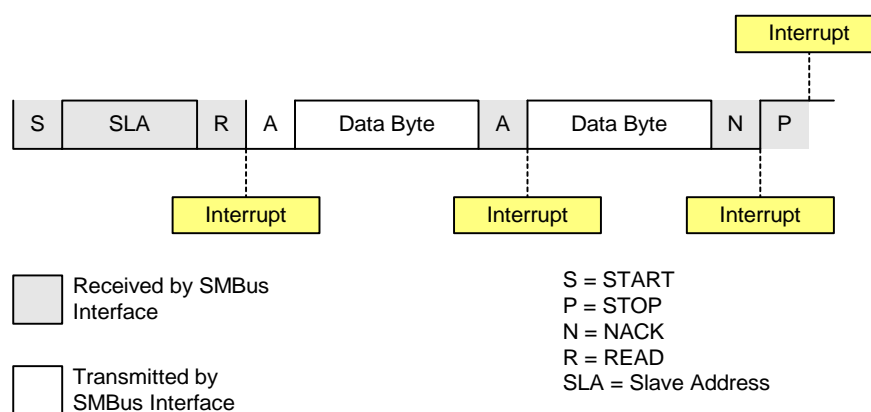 Interrupt
S SLA R A Data Byte A Data Byte N P
Interrupt Interrupt Interrupt
Received by SMBus
Interface
Transmitted by
SMBus Interface
S = START
P = STOP
N = NACK
R = READ
SLA = Slave Address